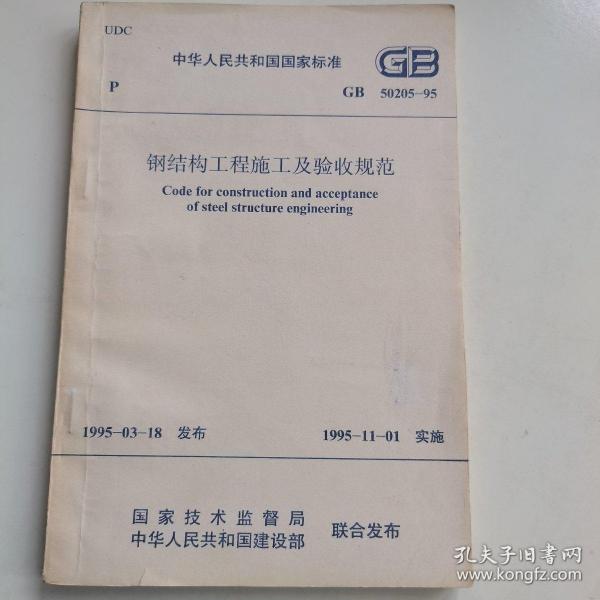 UDC
中华人民共和国国家标准
GB
P
GB 50205-95
钢结构工程施工及验收规范
Code for construction and acceptance
of steel structure engineering
1995-03-18 发布
1995-11-01 实施
国家技术监督局
中华人民共和国建设部
联合发布
孔夫子旧书网
www.kongfz.com